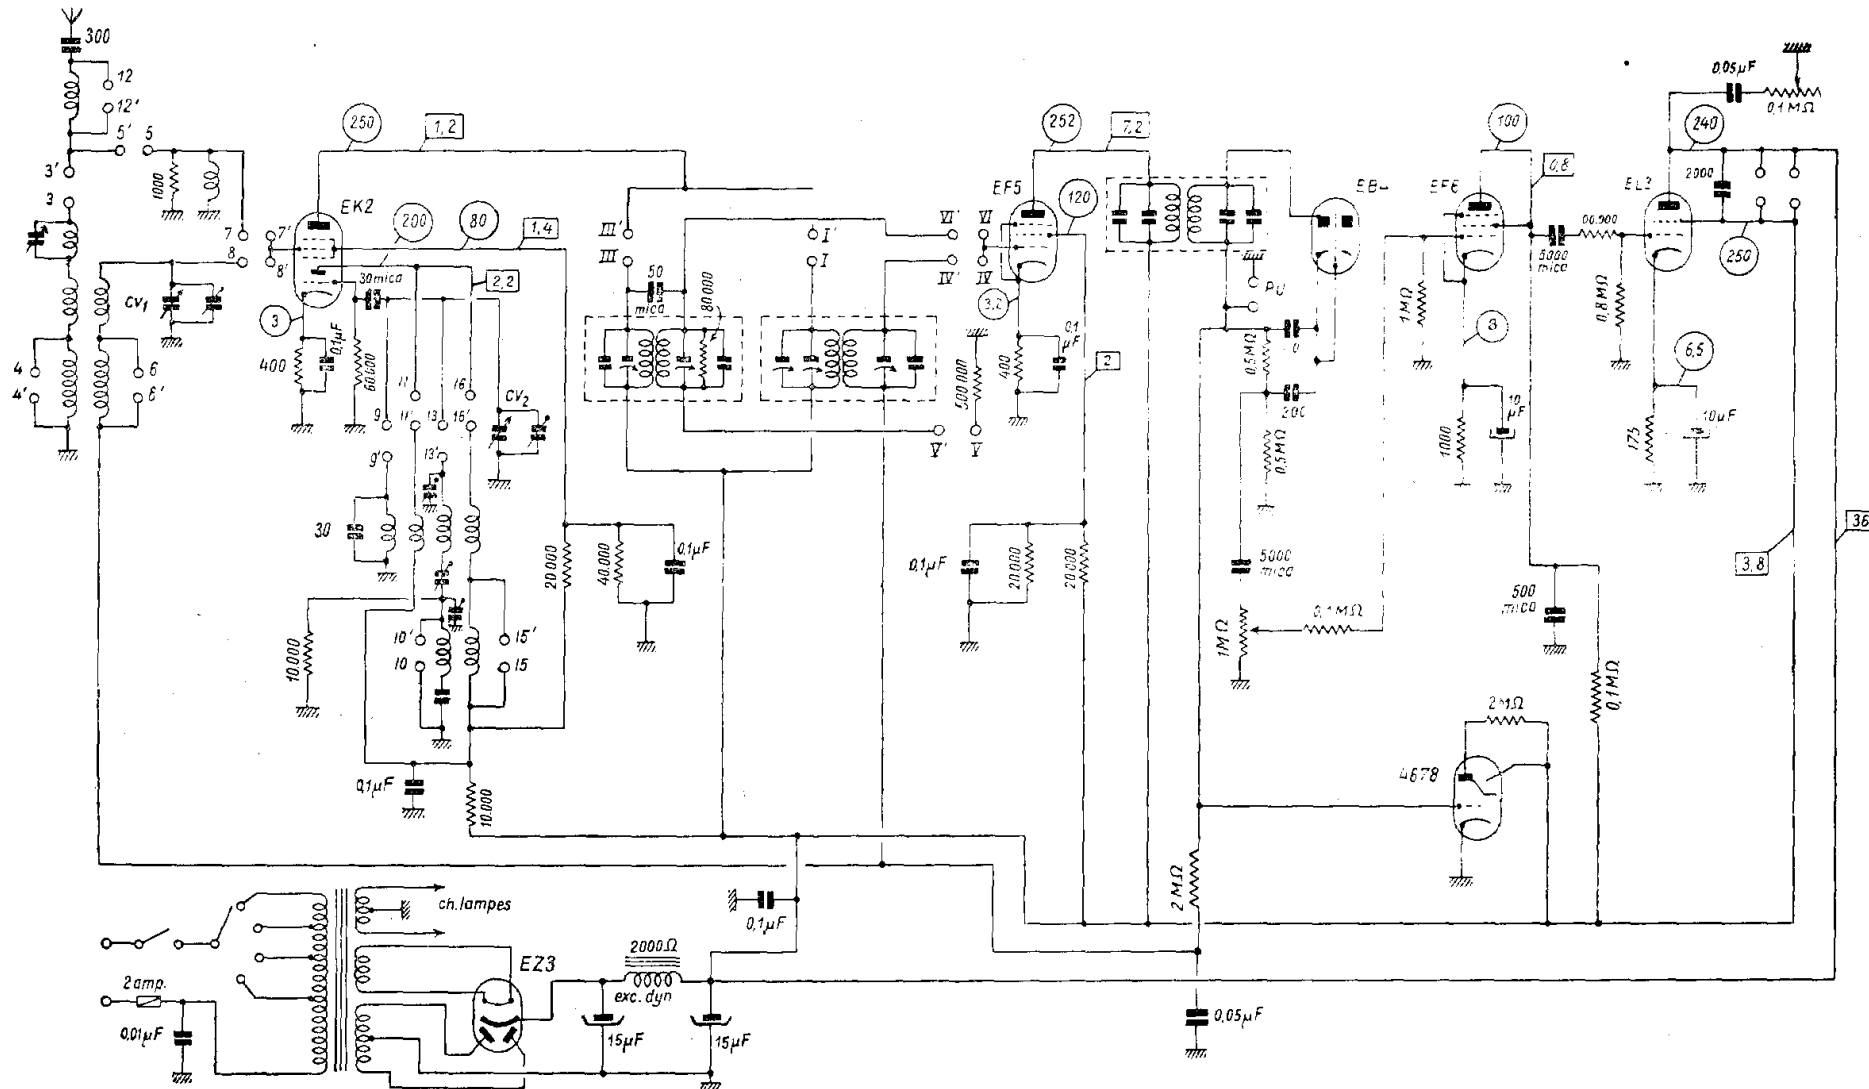 300
12
12'
5'
5
3'
3
1000
7
7'
8
8'
CV₁
4
4'
6
6'
250
1,2
EK2
200
80
1,4
30 mica
2,2
3
400
0,1µF
60.000
11
16
9
11'
13
16'
CV₂
9'
13'
30
10.000
10'
10
15'
15
20.000
40.000
0,1µF
0,1µF
10.000
III'
III
I'
I
50
mica
80.000
VI'
VI
IV'
IV
V'
V
500.000
252
7,2
EF5
120
3,2
400
0,1
µF
2
0,1µF
20.000
20.000
PU
0,5MΩ
200
0,5MΩ
5000
mica
1MΩ
0,1MΩ
1MΩ
100
EF6
0,8
3
1000
10
µF
5000
mica
0,8MΩ
EL3
0,05µF
0,1MΩ
240
2000
250
6,5
175
10µF
3,8
36
500
mica
0,1MΩ
2MΩ
4678
2MΩ
0,05µF
ch. lampes
0,1µF
2000Ω
EZ3
exc. dyn
15µF
15µF
2 amp.
0,01µF